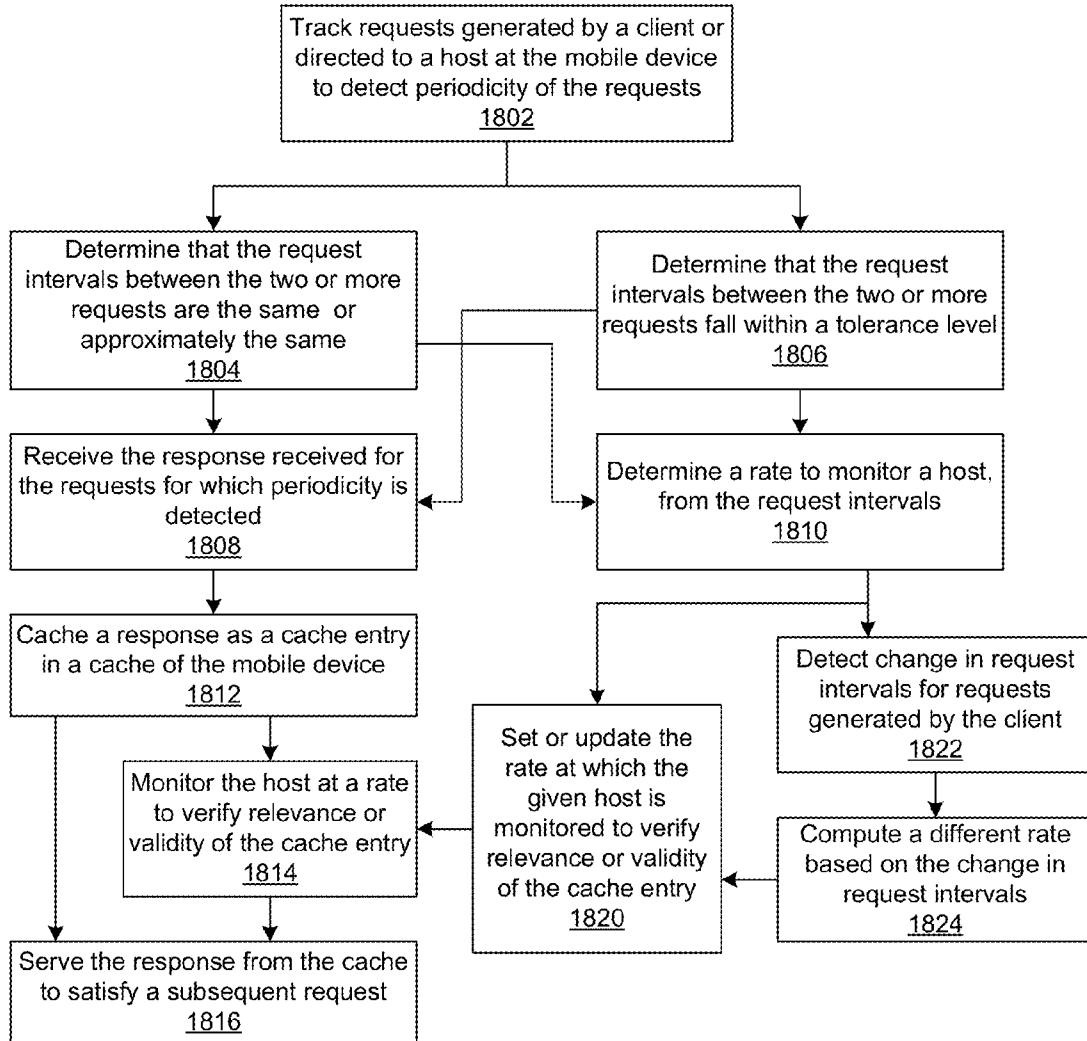 Track requests generated by a client or
directed to a host at the mobile device
to detect periodicity of the requests
1802
Determine that the request
intervals between the two or more
requests are the same or
approximately the same
1804
Determine that the request
intervals between the two or more
requests fall within a tolerance level
1806
Receive the response received for
the requests for which periodicity is
detected
1808
Determine a rate to monitor a host,
from the request intervals
1810
Cache a response as a cache entry
in a cache of the mobile device
1812
Detect change in request
intervals for requests
generated by the client
1822
Set or update the
rate at which the
given host is
monitored to verify
relevance or validity
of the cache entry
1820
Monitor the host at a rate
to verify relevance or
validity of the cache entry
1814
Compute a different rate
based on the change in
request intervals
1824
Serve the response from the cache
to satisfy a subsequent request
1816